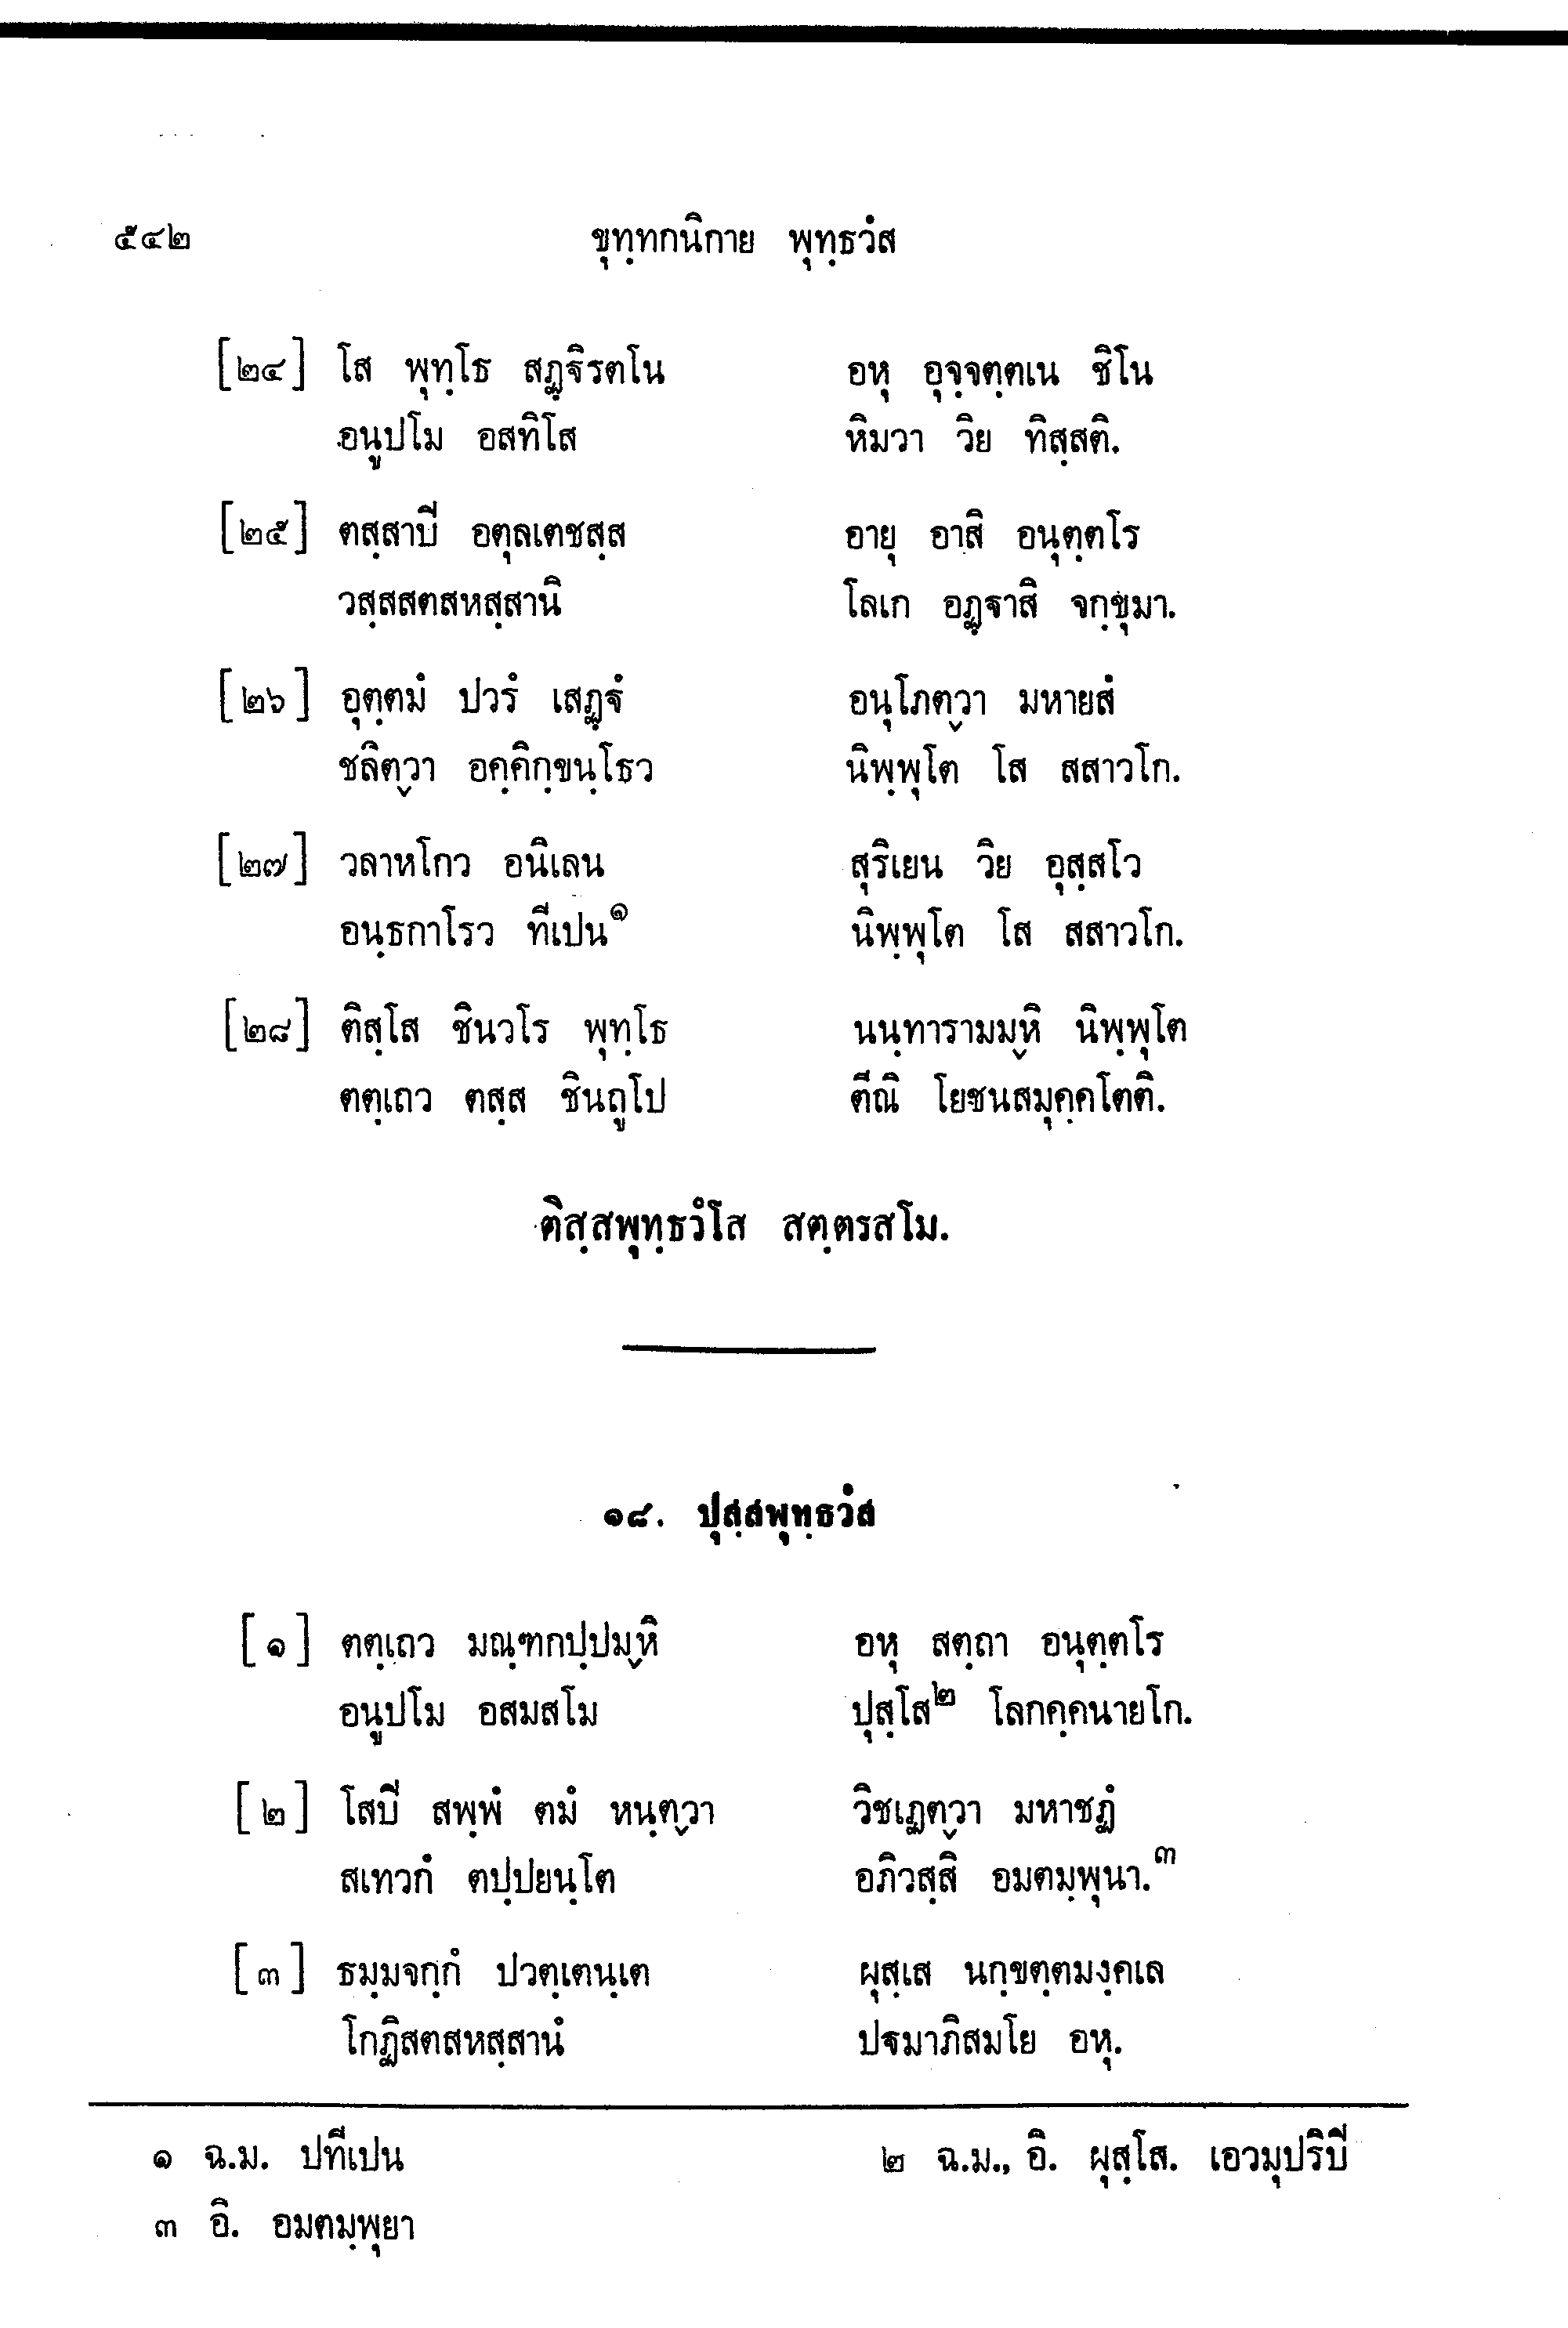 ๕๔๒ ขุทฺทกนิกาย พุทฺธวํส
[๒๔] โส พุทฺโธ สฏฺฐิรตโน อหุ อุจฺจตฺตเน ชิโน
อนูปโม อสทิโส หิมวา วิย ทิสฺสติ.
[๒๕] ตสฺสาปี อตุลเตชสฺส อายุ อาสิ อนุตฺตโร
วสฺสสตสหสฺสานิ โลเก อฏฺฐาสิ จกฺขุมา.
[๒๖] อุตฺตมํ ปวรํ เสฏฺฐํ อนุโภตฺวา มหายสํ
ชลิตฺวา อคฺคิกฺขนฺโธว นิพฺพุโต โส สสาวโก.
[๒๗] วลาหโกว อนิเลน สุริเยน วิย อุสฺสโว
อนฺธกาโรว ทีเปน๑ นิพฺพุโต โส สสาวโก.
[๒๘] ติสฺโส ชินวโร พุทฺโธ นนฺทารามมฺหิ นิพฺพุโต
ตตฺเถว ตสฺส ชินถูโป ตีณิ โยชนสมุคฺคโตติ.
ติสฺสพุทฺธวํโส สตฺตรสโม.
๑๘. ปุสฺสพุทฺธวํส
[๑] ตตฺเถว มณฺฑกปฺปมฺหิ อหุ สตฺถา อนุตฺตโร
อนูปโม อสมสโม ปุสฺโส๒ โลกคฺคนายโก.
[๒] โสปิ สพฺพํ ตมํ หนฺตฺวา วิชเฏตฺวา มหาชฏํ
สเทวกํ ตปฺปยนฺโต อภิวสฺสิ อมตมฺพุนา.๓
[๓] ธมฺมจกฺกํ ปวตฺเตนฺเต ผุสฺเส นกฺขตฺตมงฺคเล
โกฏิสตสหสฺสานํ ปฐมาภิสมโย อหุ.
๑ ฉ.ม. ปทีเปน ๒ ฉ.ม., อิ. ผุสฺโส. เอวมุปริปิ
๓ อิ. อมตมฺพุยา